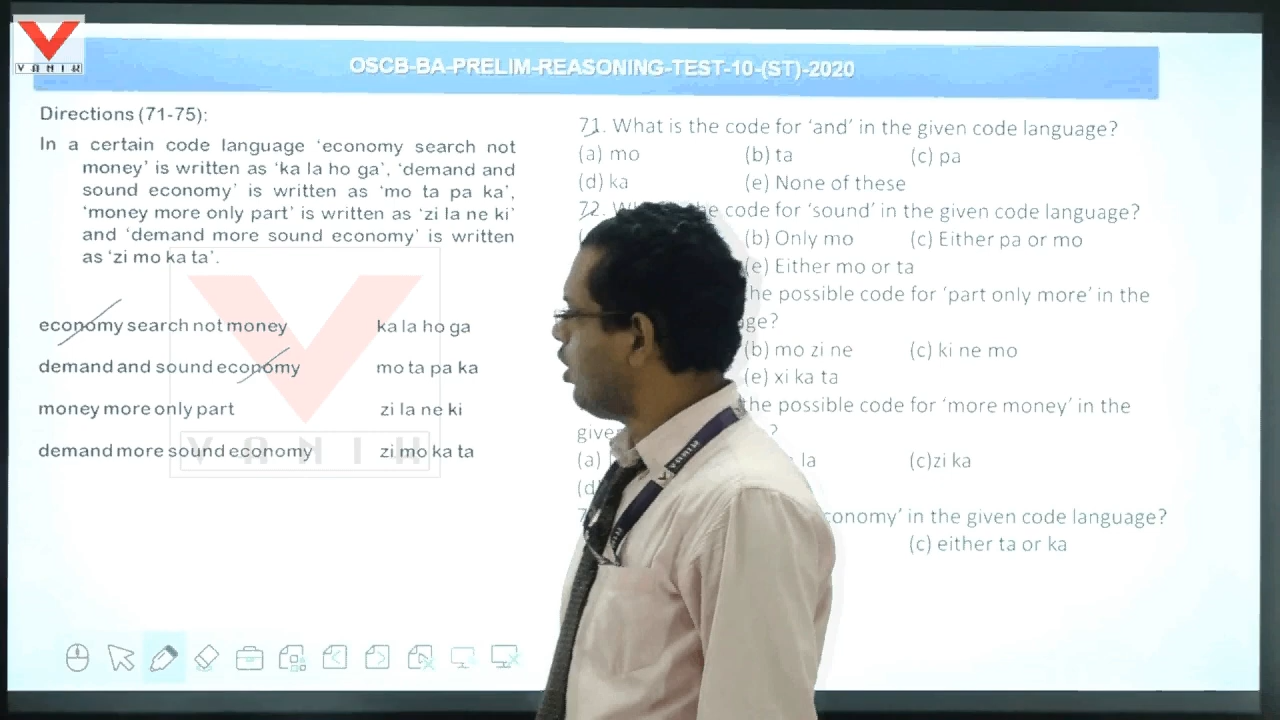 VANIK
OSCB-BA-PRELIM-REASONING-TEST-10-(ST)-2020
Directions (71-75):
In a certain code language ‘economy search not
money’ is written as ‘ka la ho ga’, ‘demand and
sound economy’ is written as ‘mo ta pa ka’,
‘money more only part’ is written as ‘zi la ne ki’
and ‘demand more sound economy’ is written
as ‘zi mo ka ta’.
economy search not money ka la ho ga
demand and sound economy mo ta pa ka
money more only part zi la ne ki
demand more sound economy zi mo ka ta
VANIK
71. What is the code for ‘and’ in the given code language?
(a) mo (b) ta (c) pa
(d) ka (e) None of these
72. code for ‘sound’ in the given code language?
(b) Only mo (c) Either pa or mo
(e) Either mo or ta
the possible code for ‘part only more’ in the
(b) mo zi ne (c) ki ne mo
(e) xi ka ta
the possible code for ‘more money’ in the
?
(a) la (c)zi ka
(d)
economy’ in the given code language?
(c) either ta or ka